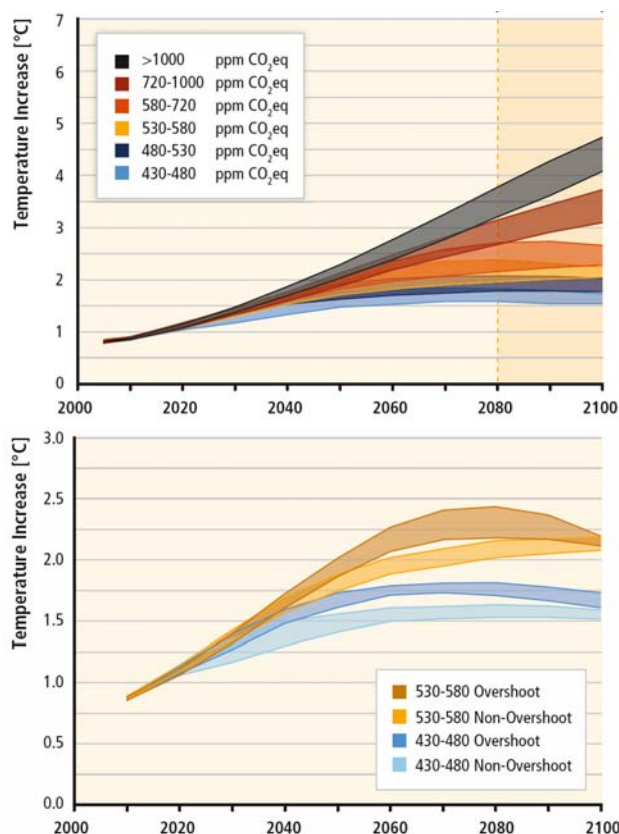 Temperature Increase [°C]
7
6
5
4
3
2
1
0
>1000 ppm CO₂eq
720-1000 ppm CO₂eq
580-720 ppm CO₂eq
530-580 ppm CO₂eq
480-530 ppm CO₂eq
430-480 ppm CO₂eq
2000 2020 2040 2060 2080 2100
Temperature Increase [°C]
3.0
2.5
2.0
1.5
1.0
0.5
0.0
530-580 Overshoot
530-580 Non-Overshoot
430-480 Overshoot
430-480 Non-Overshoot
2000 2020 2040 2060 2080 2100